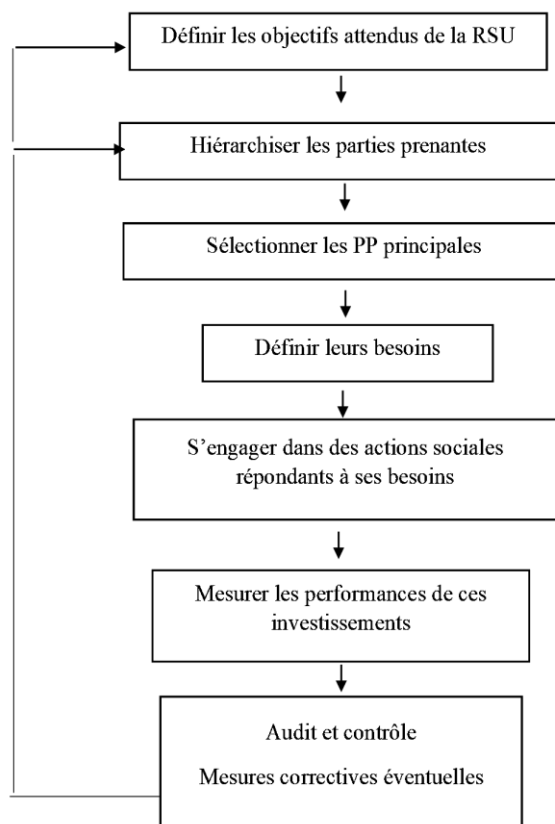 Définir les objectifs attendus de la RSU
Hiérarchiser les parties prenantes
Sélectionner les PP principales
Définir leurs besoins
S’engager dans des actions sociales
répondants à ses besoins
Mesurer les performances de ces
investissements
Audit et contrôle
Mesures correctives éventuelles